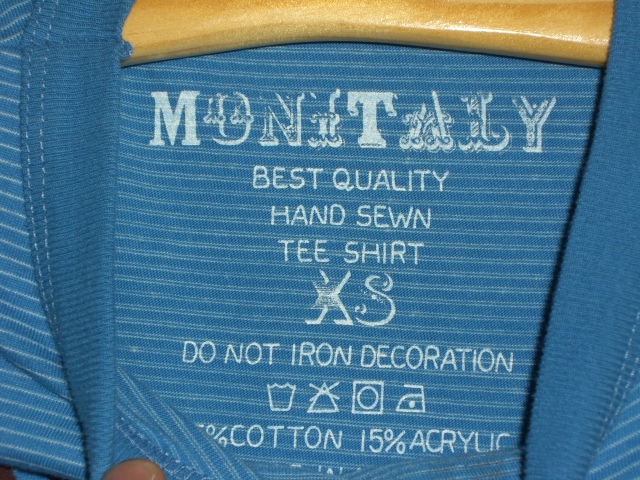 MONITALY
BEST QUALITY
HAND SEWN
TEE SHIRT
XS
DO NOT IRON DECORATION
%COTTON 15%ACRYLIC